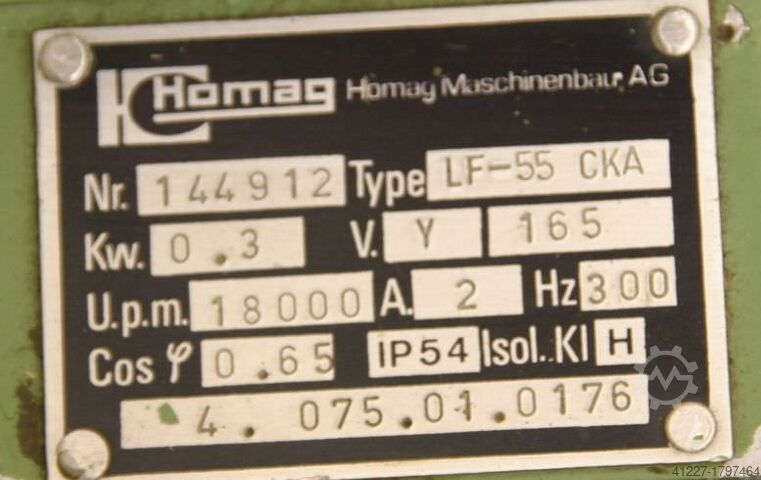 Homag Homag Maschinenbau AG
Nr. 144912 Type LF-55 CKA
Kw. 0.3 V. Y 165
U.p.m. 18000 A. 2 Hz 300
Cos φ 0.65 IP54 Isol.. Kl H
4. 075.01.0176
41227-1797464